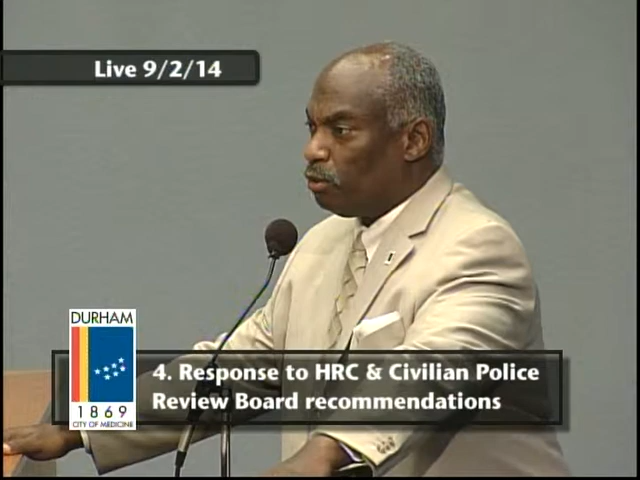 Live 9/2/14
DURHAM
1869
CITY OF MEDICINE
4. Response to HRC & Civilian Police
Review Board recommendations